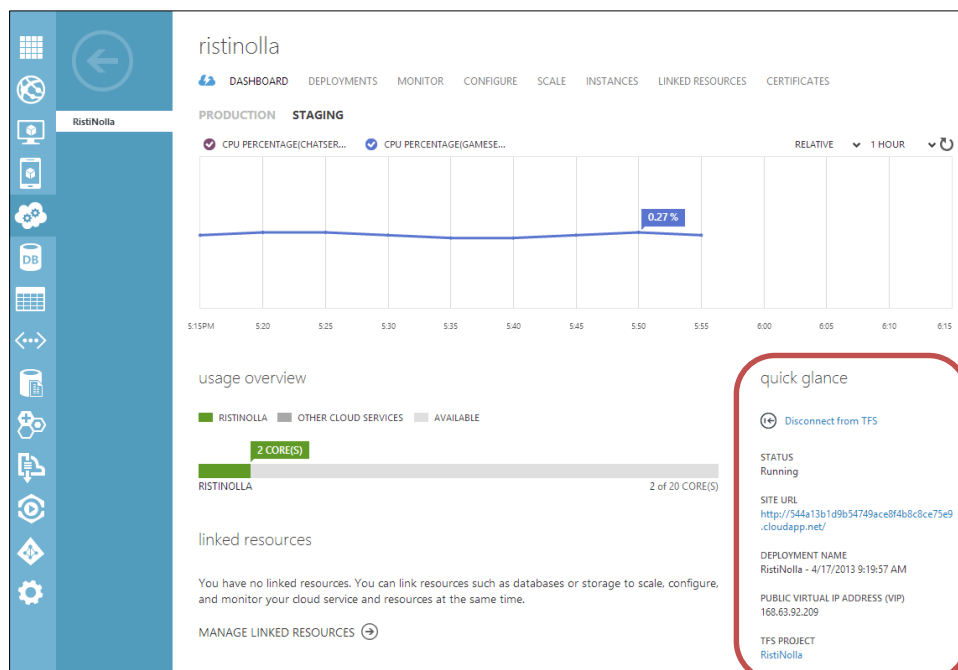 ristinolla
DASHBOARD DEPLOYMENTS MONITOR CONFIGURE SCALE INSTANCES LINKED RESOURCES CERTIFICATES
RistiNolla
PRODUCTION STAGING
CPU PERCENTAGE(CHATSER... CPU PERCENTAGE(GAMESE... RELATIVE 1 HOUR
0.27 %
5:15PM 5:20 5:25 5:30 5:35 5:40 5:45 5:50 5:55 6:00 6:05 6:10 6:15
DB
usage overview
RISTINOLLA OTHER CLOUD SERVICES AVAILABLE
2 CORE(S)
RISTINOLLA 2 of 20 CORE(S)
linked resources
You have no linked resources. You can link resources such as databases or storage to scale, configure,
and monitor your cloud service and resources at the same time.
MANAGE LINKED RESOURCES
quick glance
Disconnect from TFS
STATUS
Running
SITE URL
http://544a13b1d9b54749ace8f4b8c8ce75e9
.cloudapp.net/
DEPLOYMENT NAME
RistiNolla - 4/17/2013 9:19:57 AM
PUBLIC VIRTUAL IP ADDRESS (VIP)
168.63.92.209
TFS PROJECT
RistiNolla